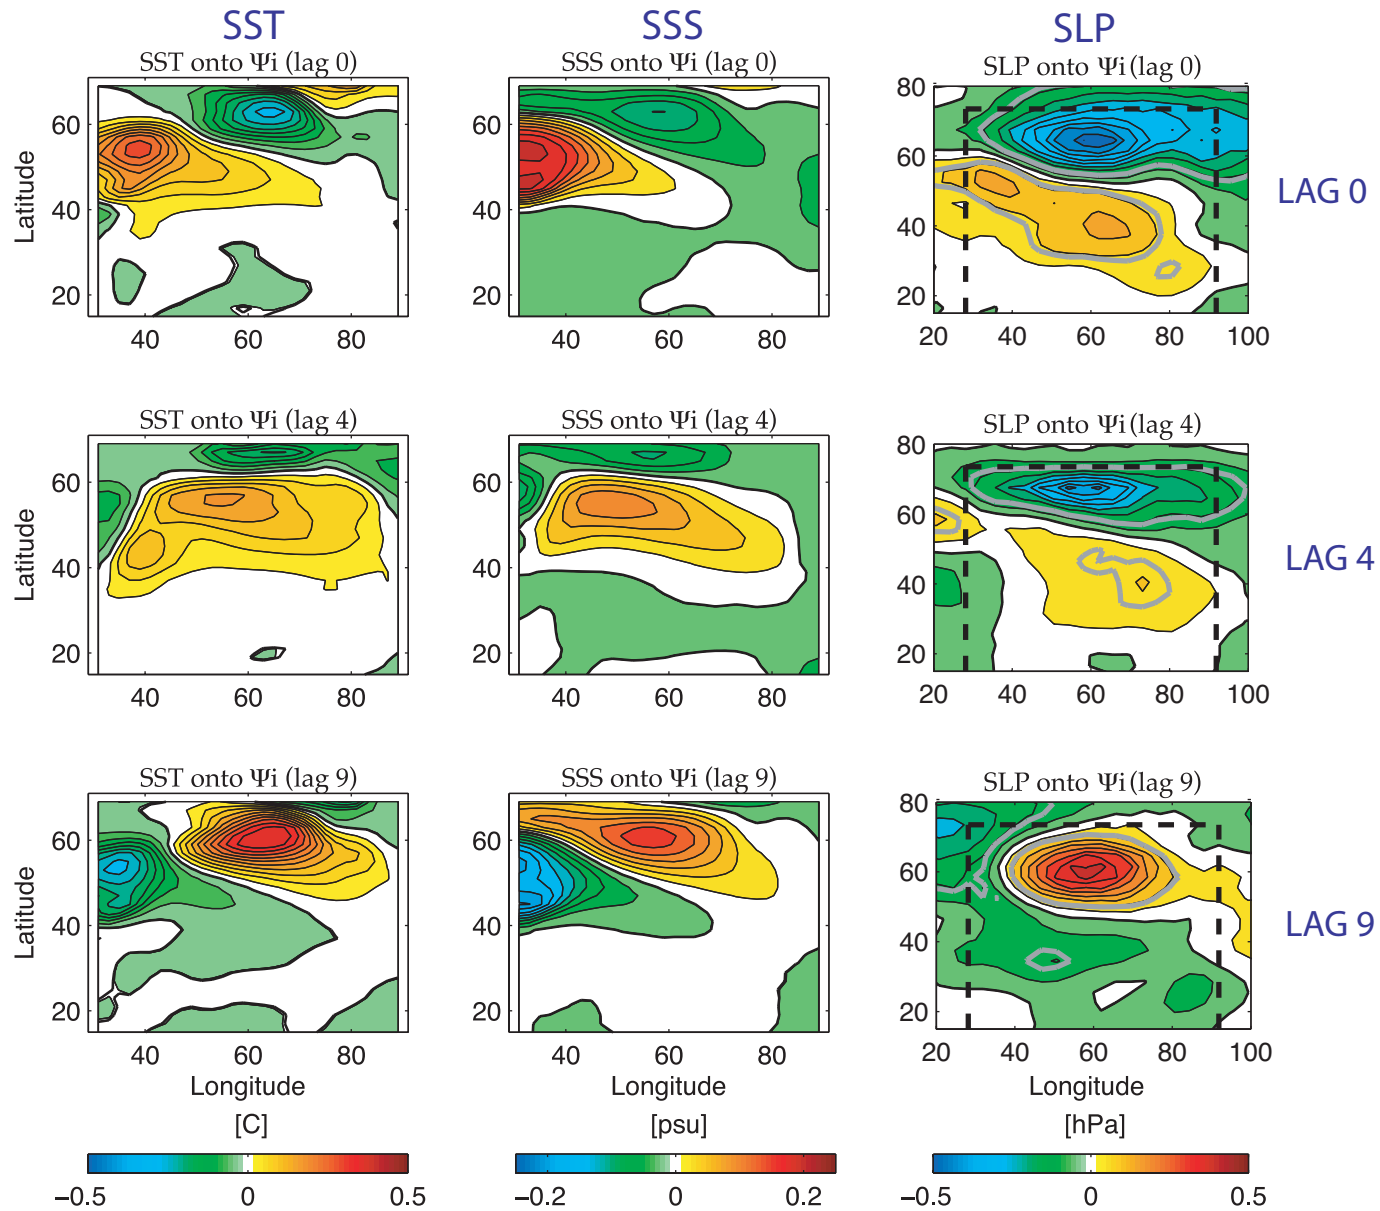 SST SSS SLP
SST onto Ψi (lag 0) SSS onto Ψi (lag 0) SLP onto Ψi (lag 0)
Latitude
60
40
20
40 60 80
60
40
20
40 60 80
80
60
40
20
20 40 60 80 100
LAG 0
SST onto Ψi (lag 4) SSS onto Ψi (lag 4) SLP onto Ψi (lag 4)
Latitude
60
40
20
40 60 80
60
40
20
40 60 80
80
60
40
20
20 40 60 80 100
LAG 4
SST onto Ψi (lag 9) SSS onto Ψi (lag 9) SLP onto Ψi (lag 9)
Latitude
60
40
20
40 60 80
60
40
20
40 60 80
80
60
40
20
20 40 60 80 100
LAG 9
Longitude Longitude Longitude
[C] [psu] [hPa]
−0.5 0 0.5
−0.2 0 0.2
−0.5 0 0.5